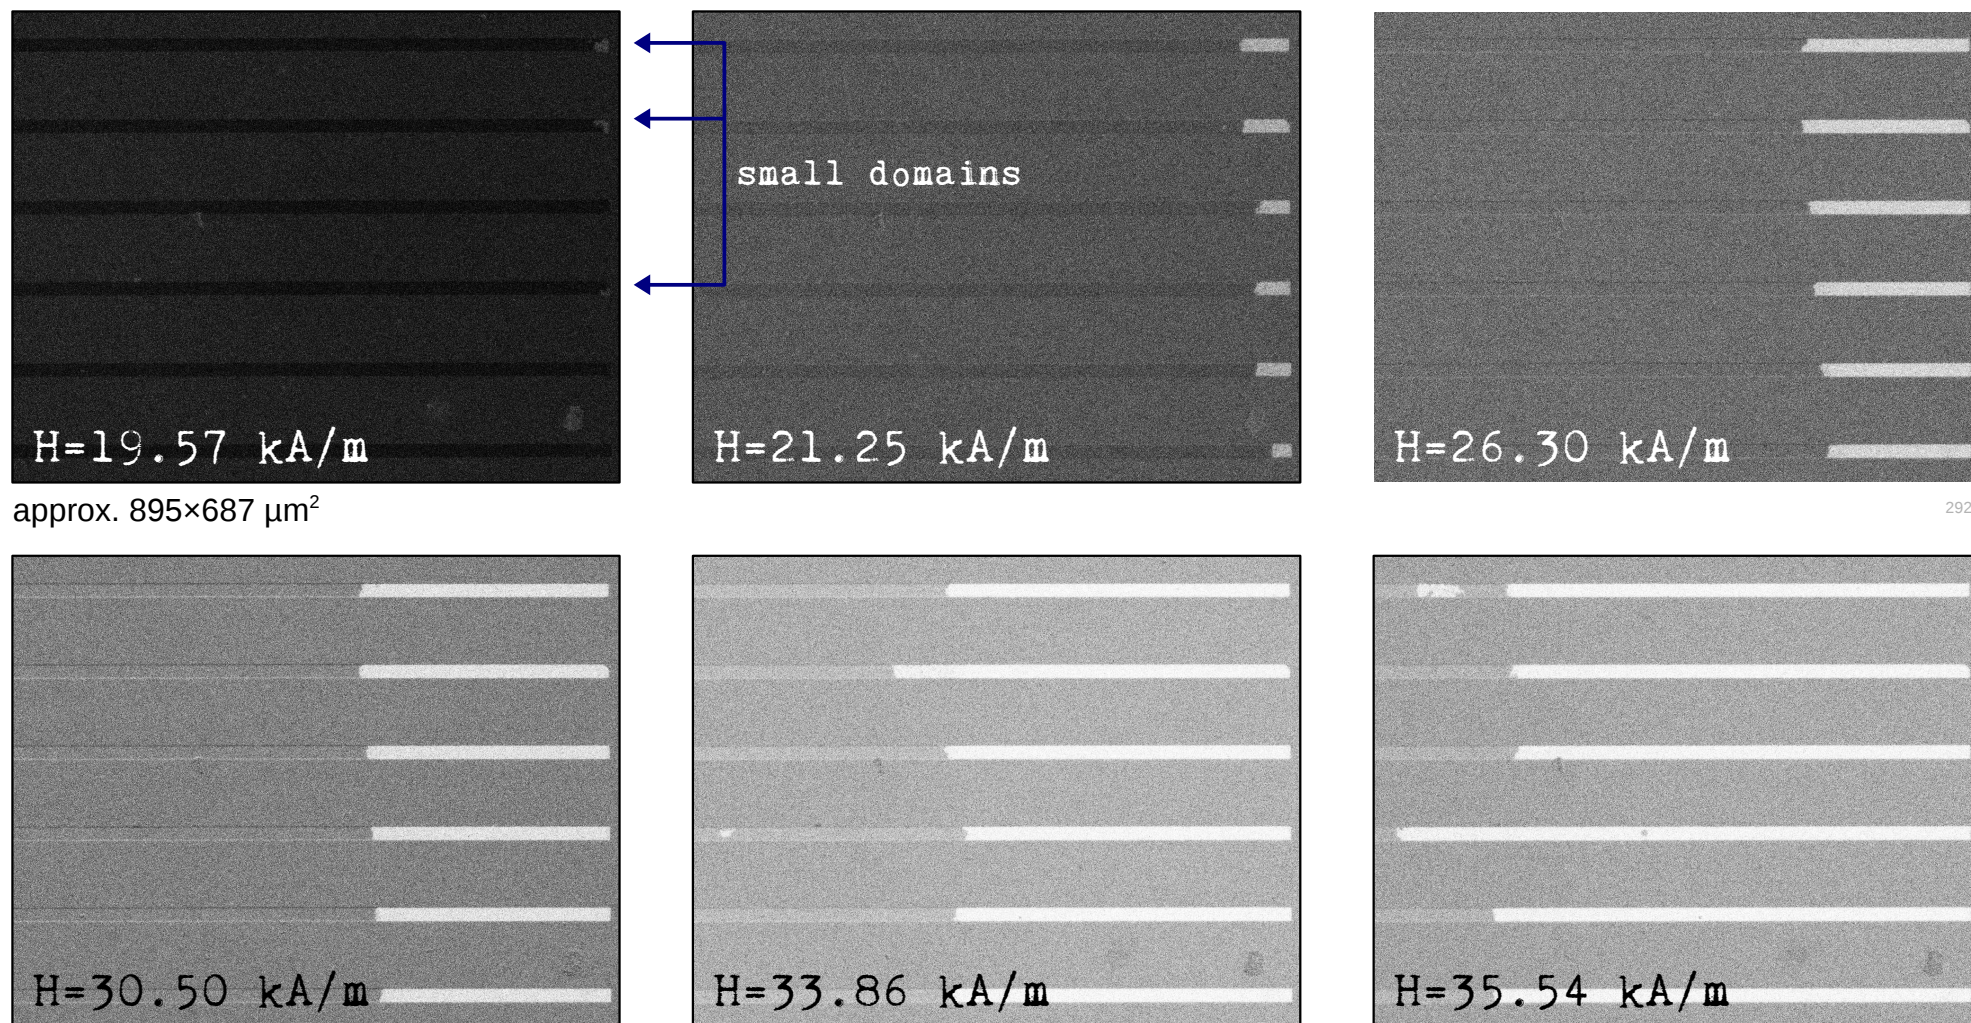 small domains
H=19.57 kA/m
H=21.25 kA/m
H=26.30 kA/m
approx. 895×687 µm²
292
H=30.50 kA/m
H=33.86 kA/m
H=35.54 kA/m